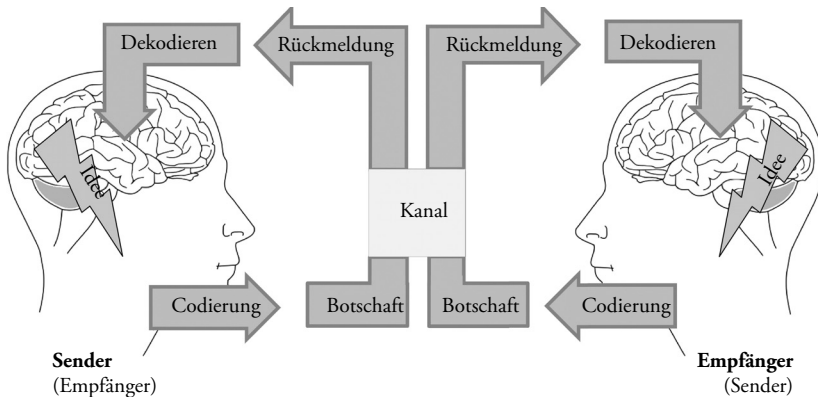 Dekodieren
Rückmeldung
Rückmeldung
Dekodieren
Idee
Idee
Kanal
Codierung
Botschaft
Botschaft
Codierung
Sender
(Empfänger)
Empfänger
(Sender)